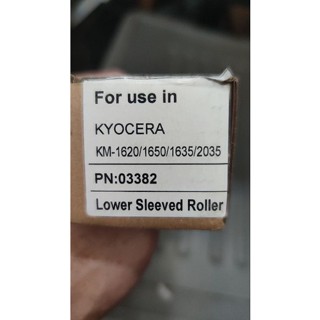 For use in
KYOCERA
KM-1620/1650/1635/2035
PN:03382
Lower Sleeved Roller